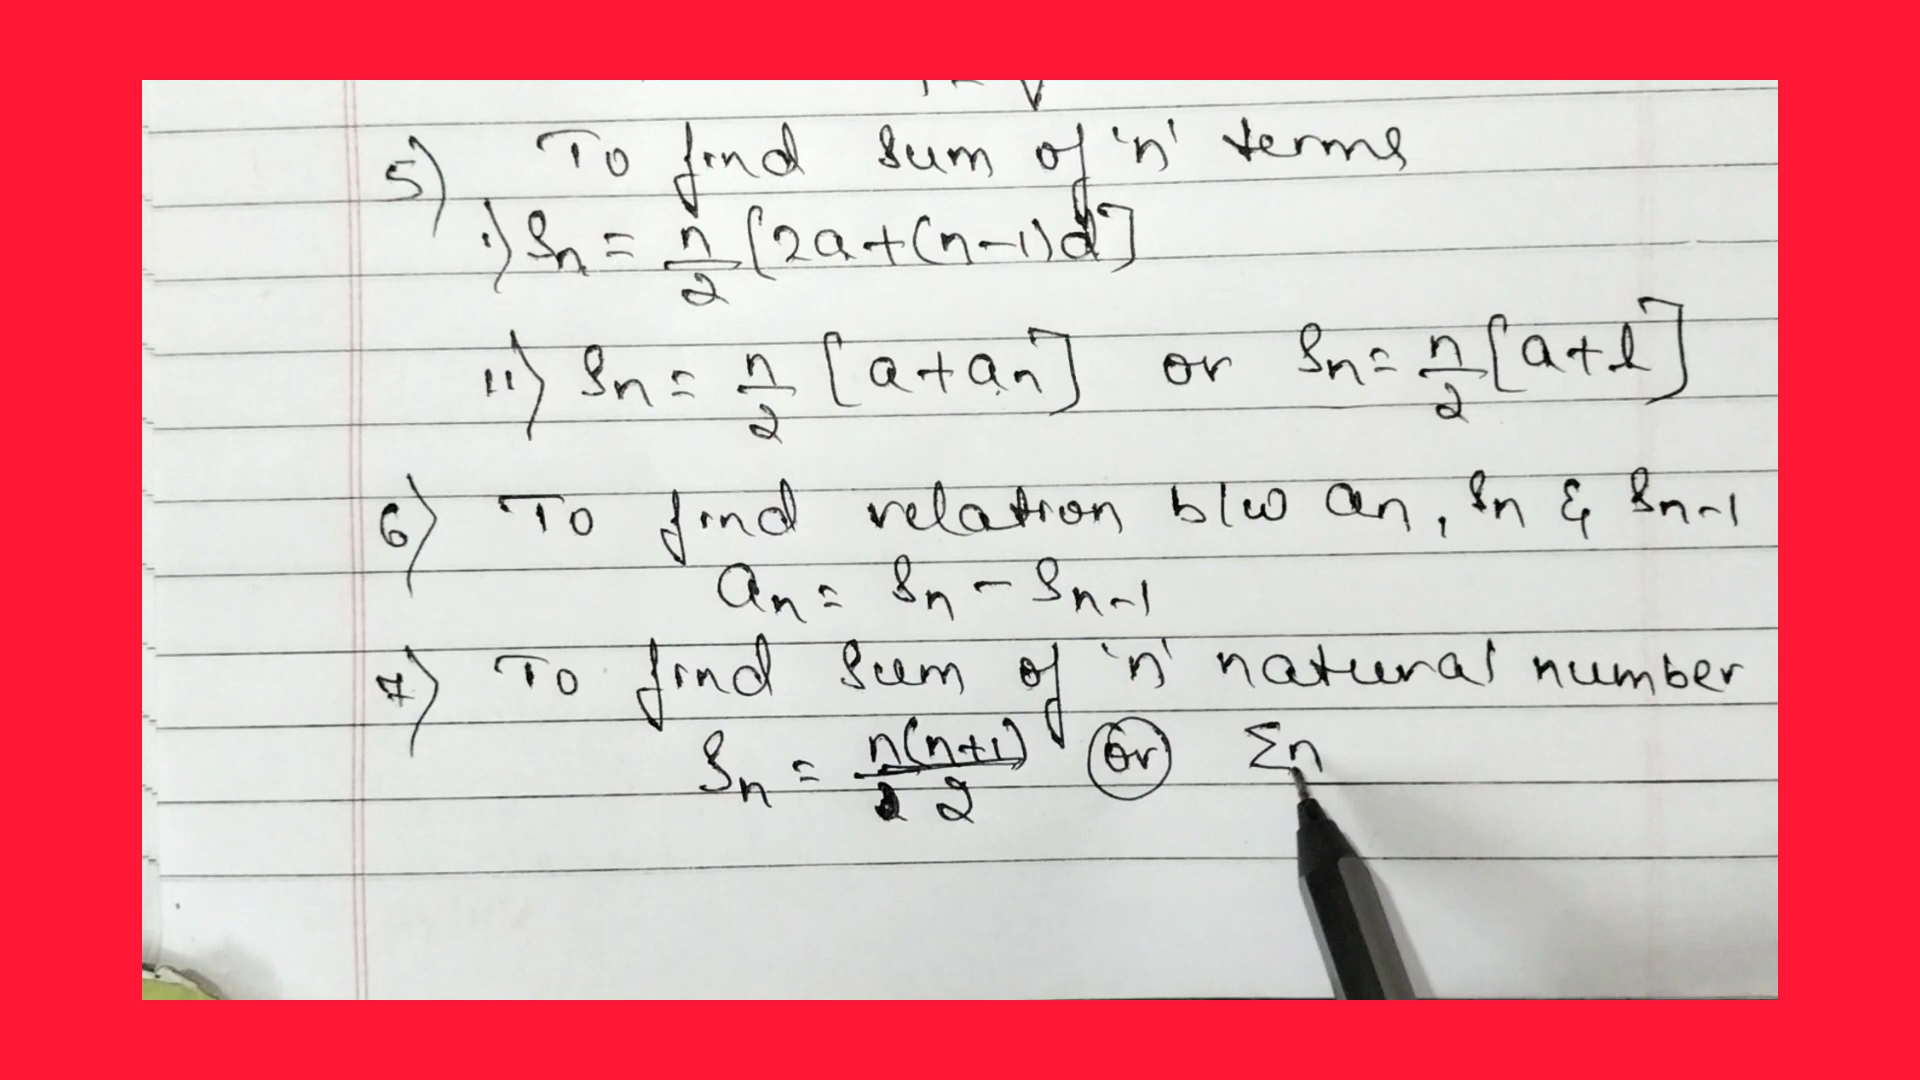 5) To find sum of 'n' terms
i) Sn = n/2 [2a+(n-1)d]
ii) Sn = n/2 [a+an] or Sn = n/2 [a+l]
6) To find relation b/w an, Sn & Sn-1
an = Sn - Sn-1
7) To find sum of 'n' natural number
Sn = n(n+1)/2 or Σn